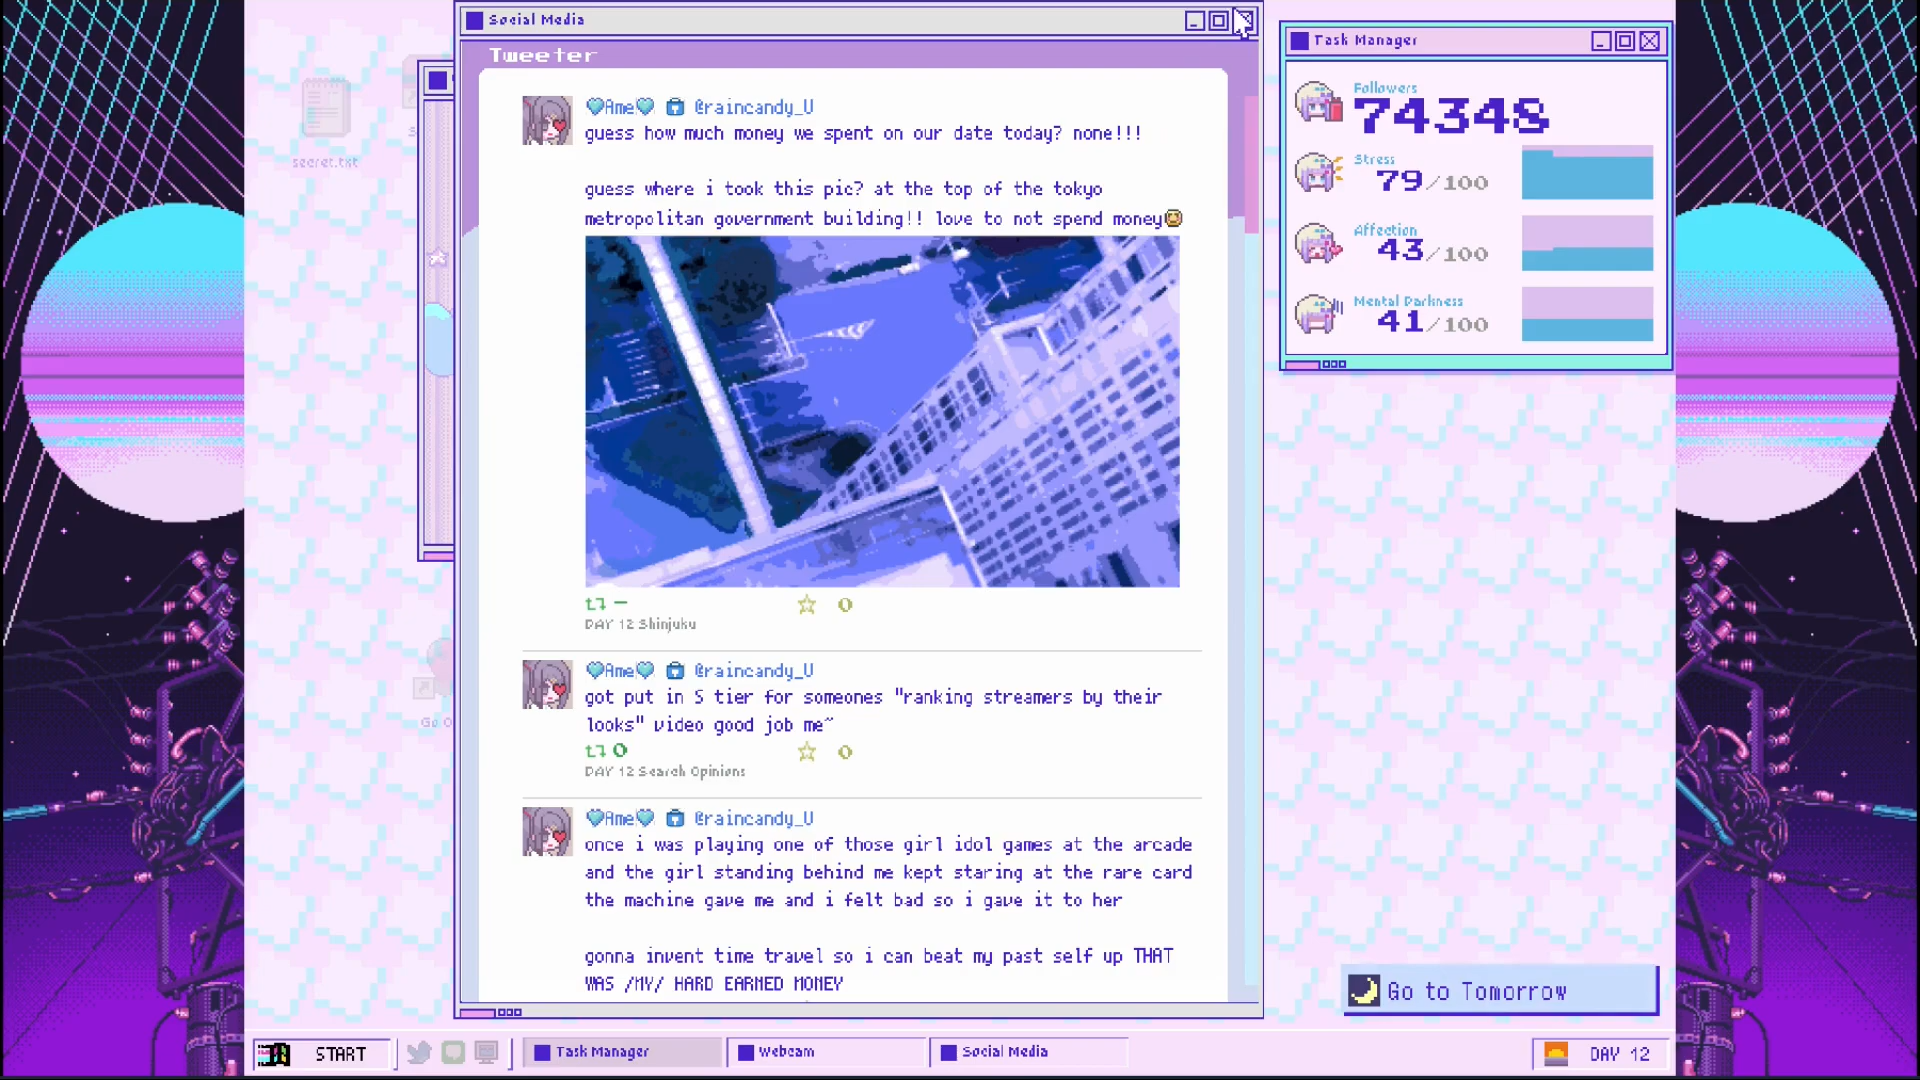 Social Media
Tweeter
Ame @raincandy_U
guess how much money we spent on our date today? none!!!
guess where i took this pic? at the top of the tokyo
metropolitan government building!! love to not spend money
DAY 12 Shinjuku
0
Ame @raincandy_U
got put in S tier for someones "ranking streamers by their
looks" video good job me~
0 0
DAY 12 Search Opinions
Ame @raincandy_U
once i was playing one of those girl idol games at the arcade
and the girl standing behind me kept staring at the rare card
the machine gave me and i felt bad so i gave it to her
gonna invent time travel so i can beat my past self up THAT
WAS /MY/ HARD EARNED MONEY
Task Manager
Followers
74348
Stress
79/100
Affection
43/100
Mental Darkness
41/100
secret.txt
Go to Tomorrow
START
Task Manager
Webcam
Social Media
DAY 12